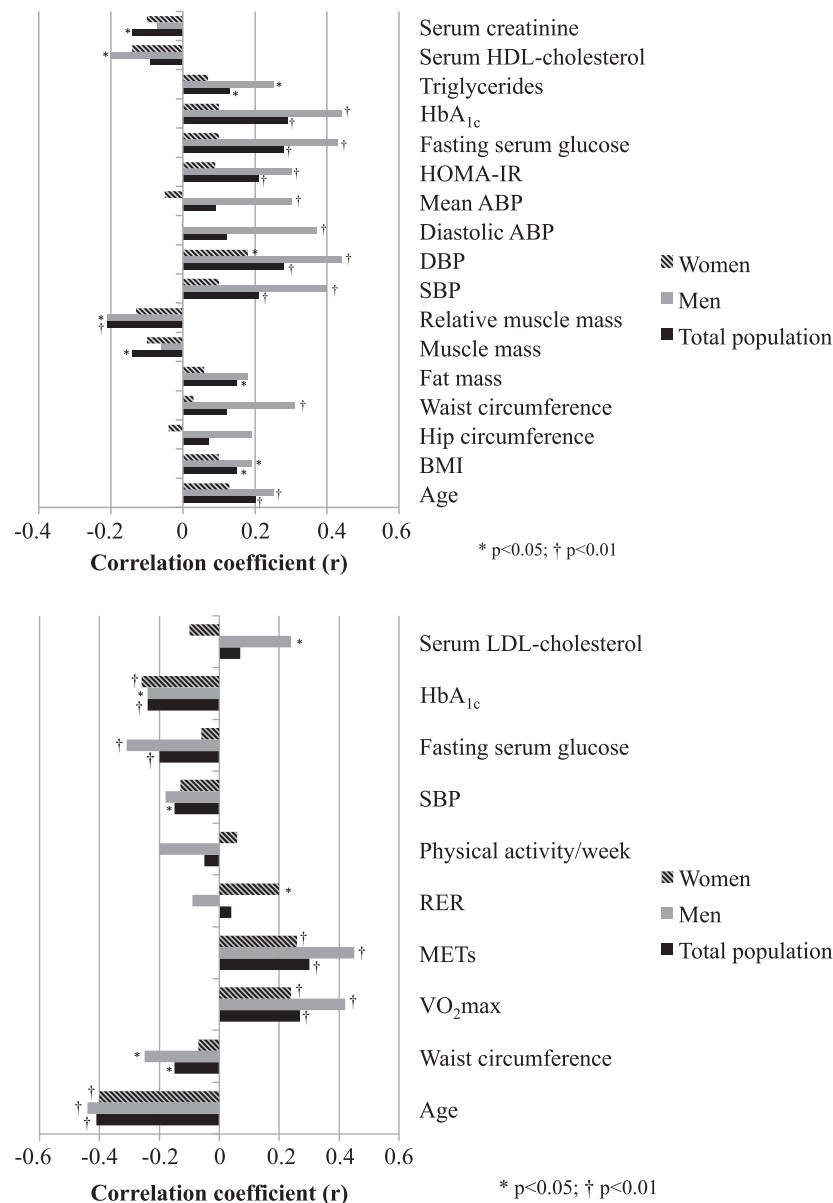 Serum creatinine
Serum HDL-cholesterol
Triglycerides
HbA1c
Fasting serum glucose
HOMA-IR
Mean ABP
Diastolic ABP
DBP
SBP
Relative muscle mass
Muscle mass
Fat mass
Waist circumference
Hip circumference
BMI
Age
Women
Men
Total population
-0.4 -0.2 0 0.2 0.4 0.6
Correlation coefficient (r)
* p<0.05; † p<0.01
Serum LDL-cholesterol
HbA1c
Fasting serum glucose
SBP
Physical activity/week
RER
METs
VO2max
Waist circumference
Age
Women
Men
Total population
-0.6 -0.4 -0.2 0 0.2 0.4 0.6
Correlation coefficient (r)
* p<0.05; † p<0.01